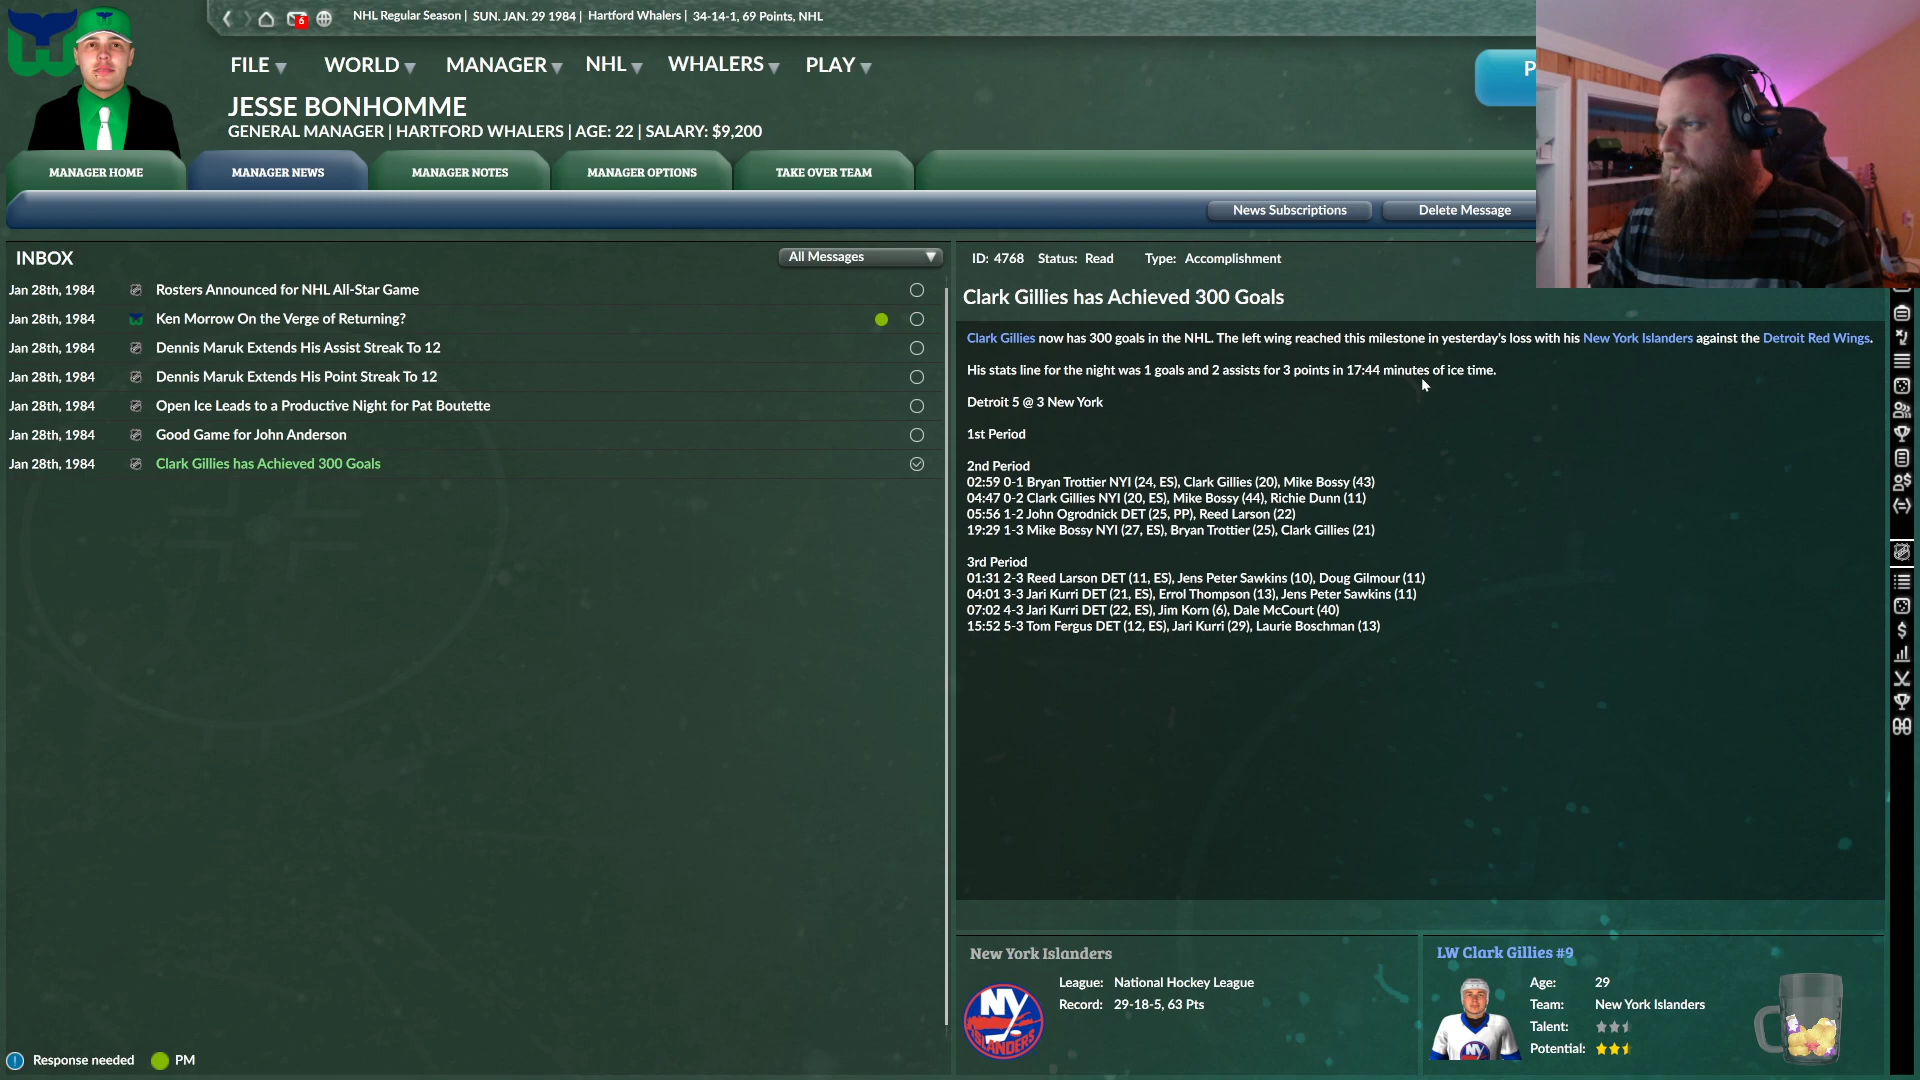 6
NHL Regular Season | SUN. JAN. 29 1984 | Hartford Whalers | 34-14-1, 69 Points, NHL
FILE WORLD MANAGER NHL WHALERS PLAY
P
JESSE BONHOMME
GENERAL MANAGER | HARTFORD WHALERS | AGE: 22 | SALARY: $9,200
MANAGER HOME MANAGER NEWS MANAGER NOTES MANAGER OPTIONS TAKE OVER TEAM
News Subscriptions Delete Message
INBOX All Messages
Jan 28th, 1984 Rosters Announced for NHL All-Star Game
Jan 28th, 1984 Ken Morrow On the Verge of Returning?
Jan 28th, 1984 Dennis Maruk Extends His Assist Streak To 12
Jan 28th, 1984 Dennis Maruk Extends His Point Streak To 12
Jan 28th, 1984 Open Ice Leads to a Productive Night for Pat Boutette
Jan 28th, 1984 Good Game for John Anderson
Jan 28th, 1984 Clark Gillies has Achieved 300 Goals
Response needed PM
ID: 4768 Status: Read Type: Accomplishment
Clark Gillies has Achieved 300 Goals
Clark Gillies now has 300 goals in the NHL. The left wing reached this milestone in yesterday's loss with his New York Islanders against the Detroit Red Wings.
His stats line for the night was 1 goals and 2 assists for 3 points in 17:44 minutes of ice time.
Detroit 5 @ 3 New York
1st Period
2nd Period
02:59 0-1 Bryan Trottier NYI (24, ES), Clark Gillies (20), Mike Bossy (43)
04:47 0-2 Clark Gillies NYI (20, ES), Mike Bossy (44), Richie Dunn (11)
05:56 1-2 John Ogrodnick DET (25, PP), Reed Larson (22)
19:29 1-3 Mike Bossy NYI (27, ES), Bryan Trottier (25), Clark Gillies (21)
3rd Period
01:31 2-3 Reed Larson DET (11, ES), Jens Peter Sawkins (10), Doug Gilmour (11)
04:01 3-3 Jari Kurri DET (21, ES), Errol Thompson (13), Jens Peter Sawkins (11)
07:02 4-3 Jari Kurri DET (22, ES), Jim Korn (6), Dale McCourt (40)
15:52 5-3 Tom Fergus DET (12, ES), Jari Kurri (29), Laurie Boschman (13)
New York Islanders
League: National Hockey League
Record: 29-18-5, 63 Pts
NY
ISLANDERS
LW Clark Gillies #9
Age: 29
Team: New York Islanders
Talent:
Potential: